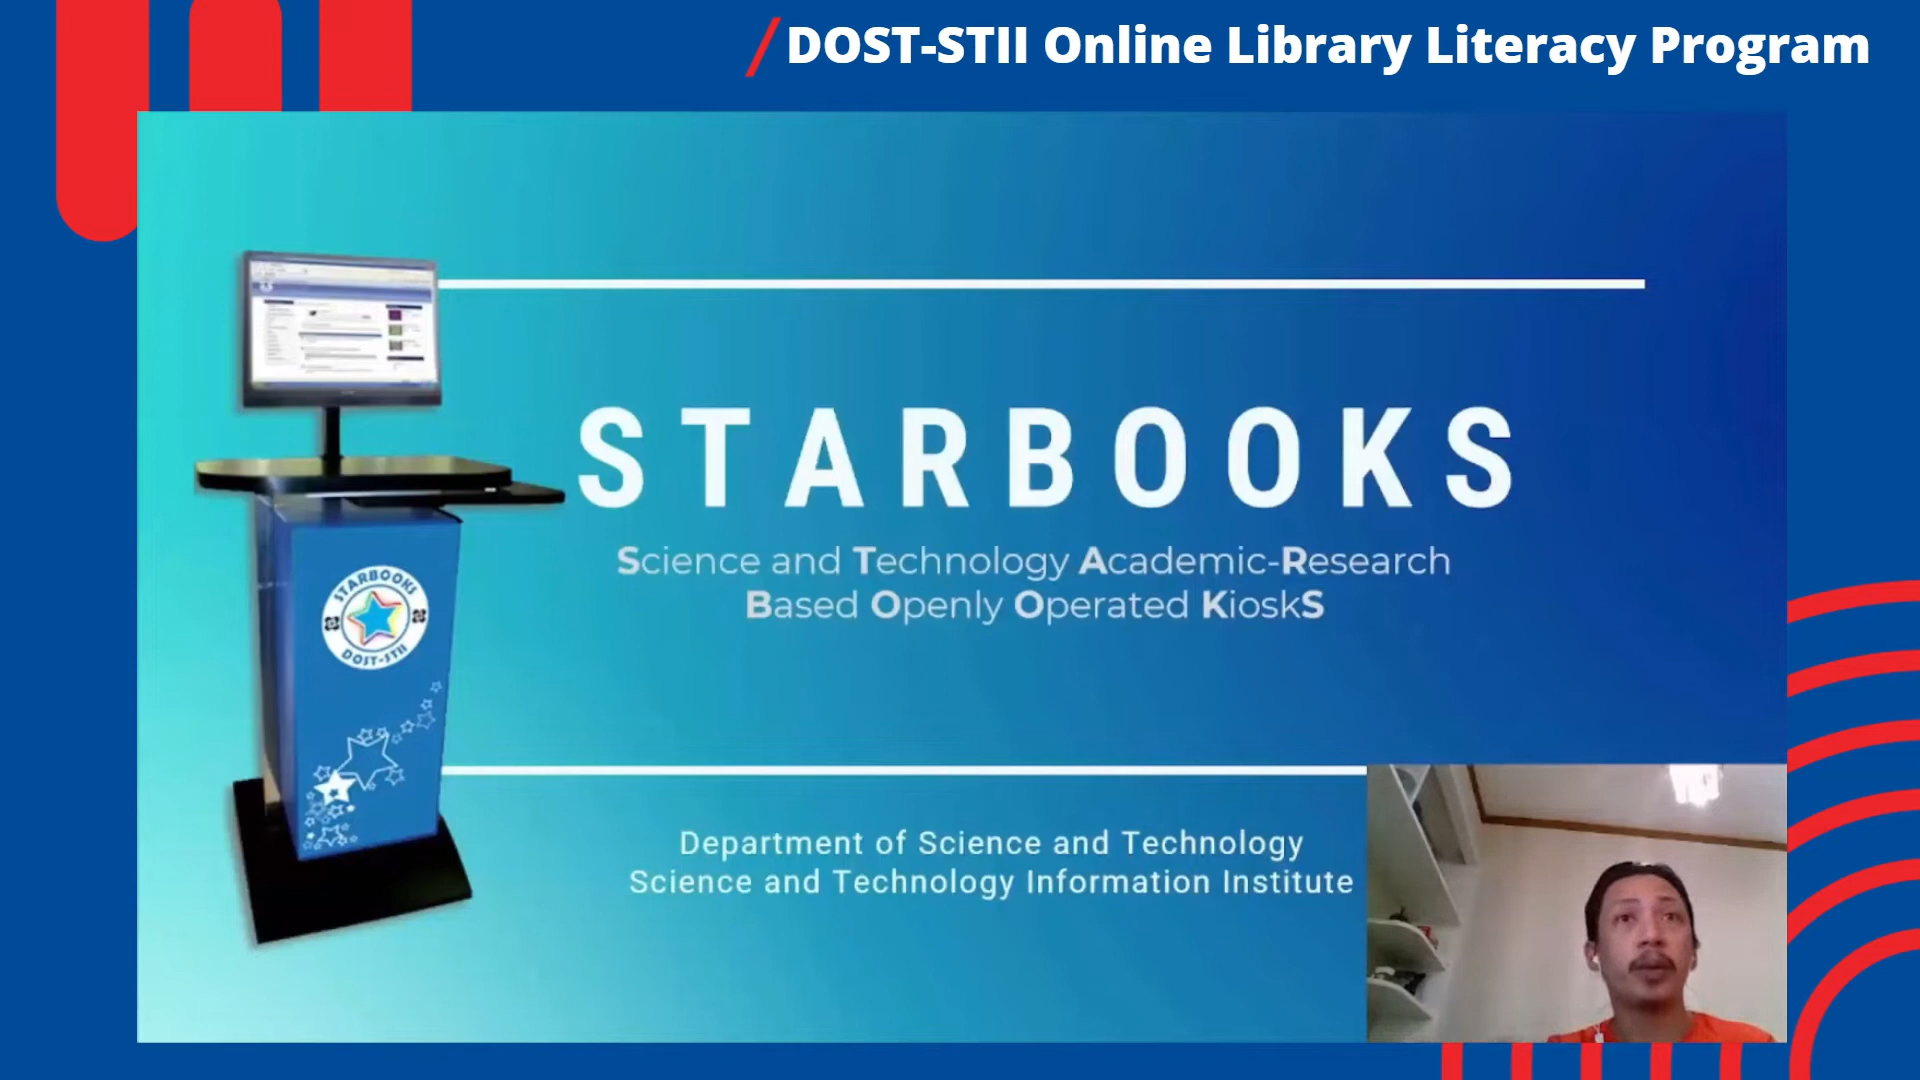 / DOST-STII Online Library Literacy Program
STARBOOKS
Science and Technology Academic-Research
Based Openly Operated KioskS
STARBOOKS
DOST-STII
Department of Science and Technology
Science and Technology Information Institute